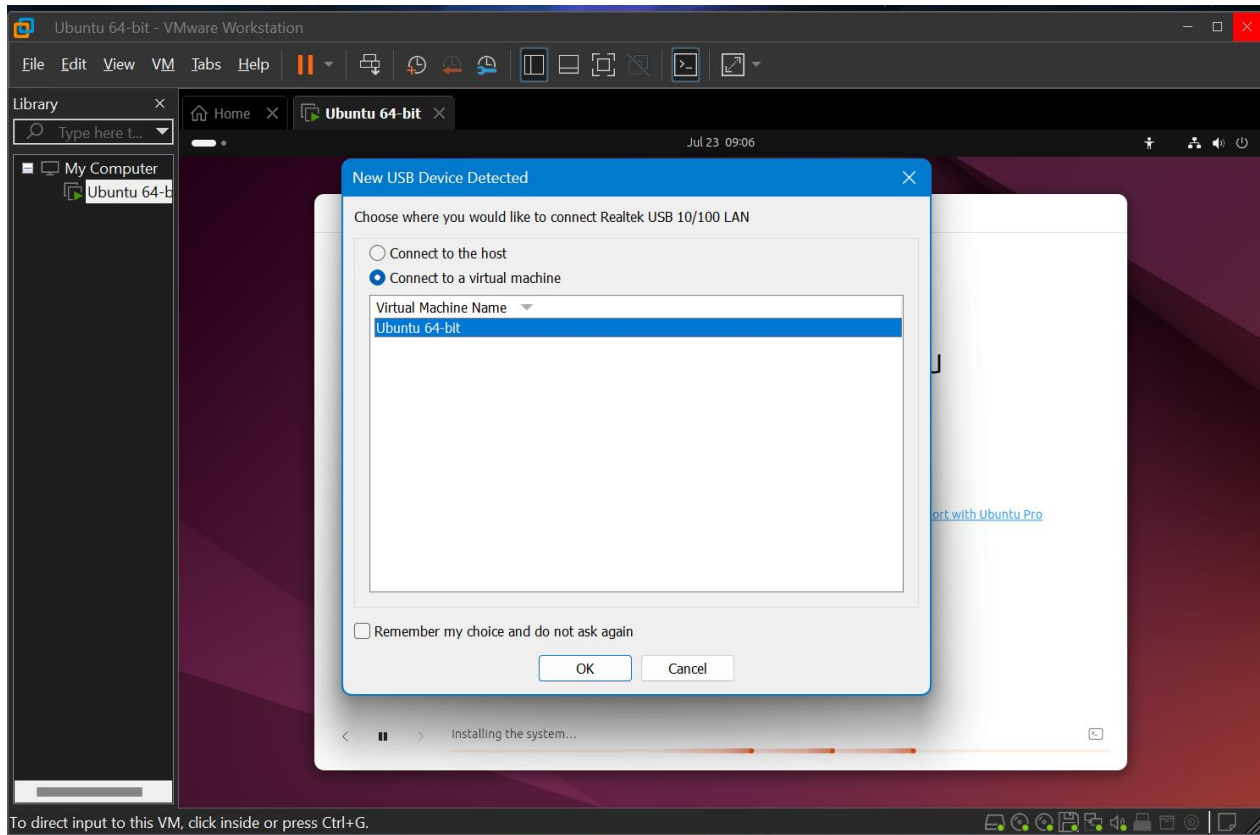 Ubuntu 64-bit - VMware Workstation
File Edit View VM Tabs Help
Library
Type here t...
Home
Ubuntu 64-bit
Jul 23 09:06
My Computer
Ubuntu 64-b
New USB Device Detected
Choose where you would like to connect Realtek USB 10/100 LAN
Connect to the host
Connect to a virtual machine
Virtual Machine Name
Ubuntu 64-bit
ort with Ubuntu Pro
Remember my choice and do not ask again
OK Cancel
Installing the system...
To direct input to this VM, click inside or press Ctrl+G.